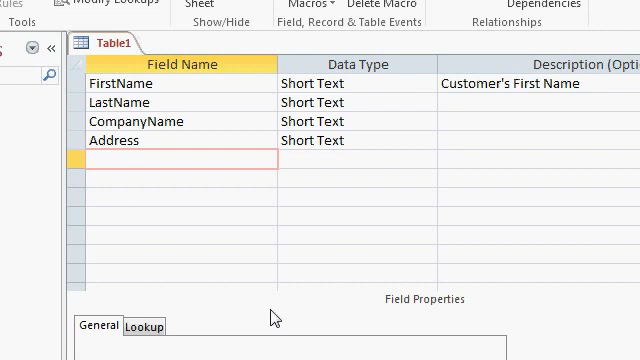 Modify Lookups Sheet Macros Delete Macro Dependencies
Tools Show/Hide Field, Record & Table Events Relationships
Table1
Field Name Data Type Description (Opti
FirstName Short Text Customer's First Name
LastName Short Text
CompanyName Short Text
Address Short Text
Field Properties
General Lookup